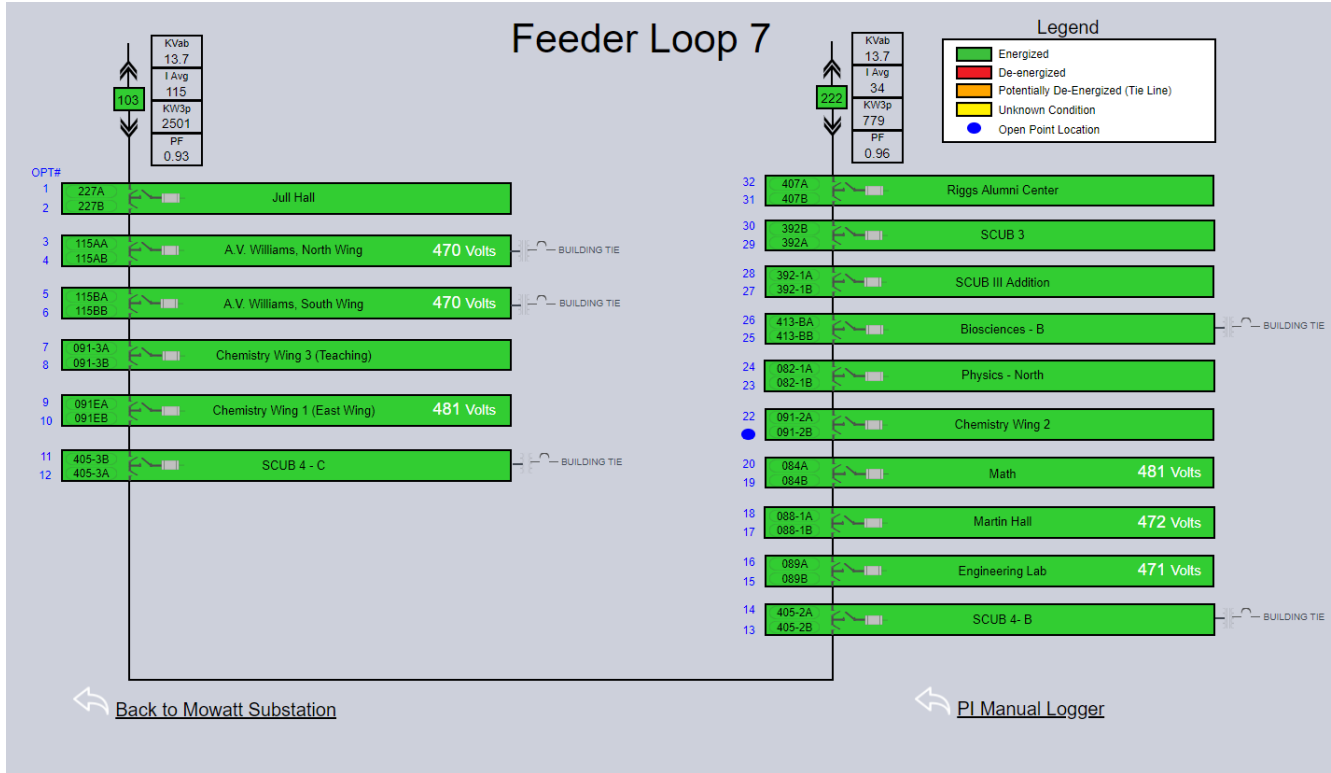 Feeder Loop 7
Legend
Energized
De-energized
Potentially De-Energized (Tie Line)
Unknown Condition
Open Point Location
103
KVab
13.7
I Avg
115
KW3p
2501
PF
0.93
222
KVab
13.7
I Avg
34
KW3p
779
PF
0.96
OPT#
1 227A
2 227B
Jull Hall
3 115AA
4 115AB
A.V. Williams, North Wing 470 Volts BUILDING TIE
5 115BA
6 115BB
A.V. Williams, South Wing 470 Volts BUILDING TIE
7 091-3A
8 091-3B
Chemistry Wing 3 (Teaching)
9 091EA
10 091EB
Chemistry Wing 1 (East Wing) 481 Volts
11 405-3B
12 405-3A
SCUB 4 - C BUILDING TIE
32 407A
31 407B
Riggs Alumni Center
30 392B
29 392A
SCUB 3
28 392-1A
27 392-1B
SCUB III Addition
26 413-BA
25 413-BB
Biosciences - B BUILDING TIE
24 082-1A
23 082-1B
Physics - North
22 091-2A
091-2B
Chemistry Wing 2
20 084A
19 084B
Math 481 Volts
18 088-1A
17 088-1B
Martin Hall 472 Volts
16 089A
15 089B
Engineering Lab 471 Volts
14 405-2A
13 405-2B
SCUB 4- B BUILDING TIE
Back to Mowatt Substation
PI Manual Logger